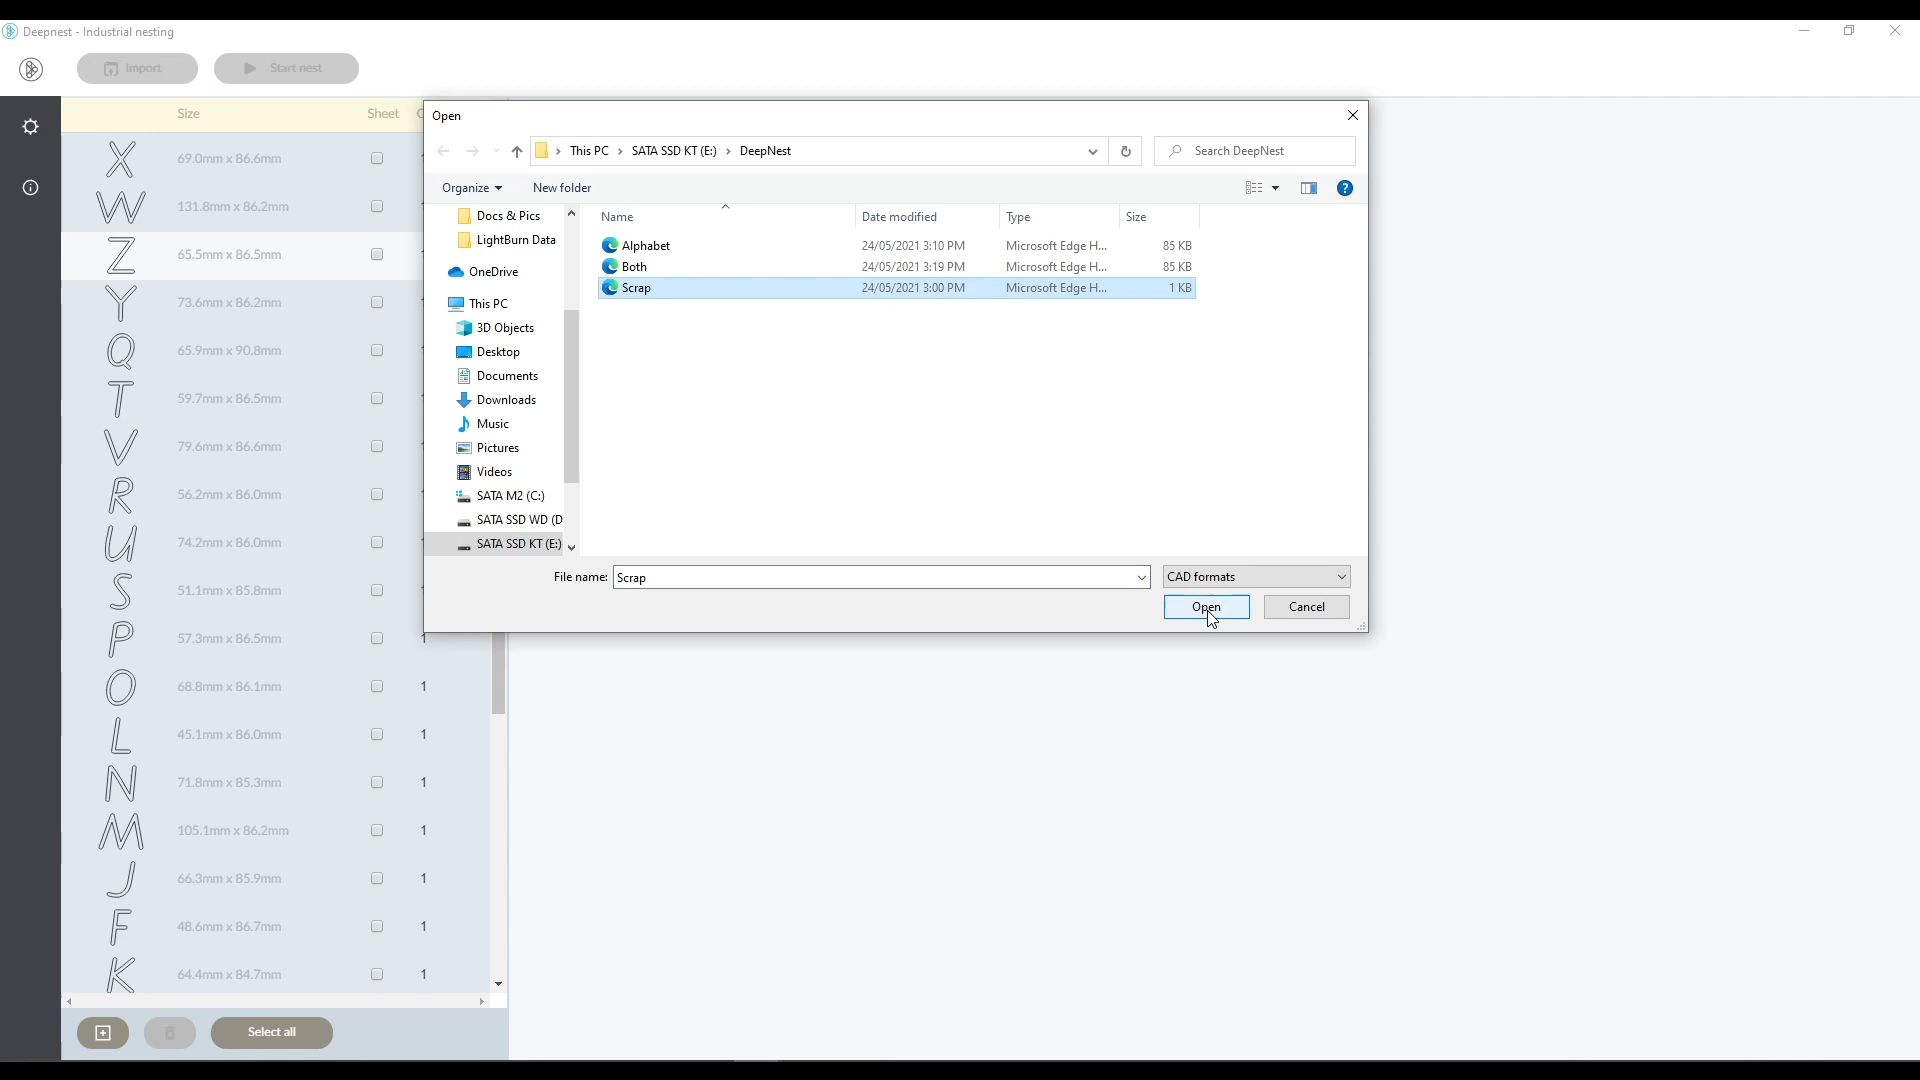 Deepnest - Industrial nesting
Import
Start nest
Size Sheet
X 69.0mm x 86.6mm
W 131.8mm x 86.2mm
Z 65.5mm x 86.5mm
Y 73.6mm x 86.2mm
Q 65.9mm x 90.8mm
T 59.7mm x 86.5mm
V 79.6mm x 86.6mm
R 56.2mm x 86.0mm
U 74.2mm x 86.0mm
S 51.1mm x 85.8mm
P 57.3mm x 86.5mm 1
O 68.8mm x 86.1mm 1
L 45.1mm x 86.0mm 1
N 71.8mm x 85.3mm 1
M 105.1mm x 86.2mm 1
J 66.3mm x 85.9mm 1
F 48.6mm x 86.7mm 1
K 64.4mm x 84.7mm 1
Select all
Open
This PC > SATA SSD KT (E:) > DeepNest
Search DeepNest
Organize
New folder
Docs & Pics
LightBurn Data
OneDrive
This PC
3D Objects
Desktop
Documents
Downloads
Music
Pictures
Videos
SATA M2 (C:)
SATA SSD WD (D
SATA SSD KT (E:)
Name Date modified Type Size
Alphabet 24/05/2021 3:10 PM Microsoft Edge H... 85 KB
Both 24/05/2021 3:19 PM Microsoft Edge H... 85 KB
Scrap 24/05/2021 3:00 PM Microsoft Edge H... 1 KB
File name: Scrap
CAD formats
Open
Cancel